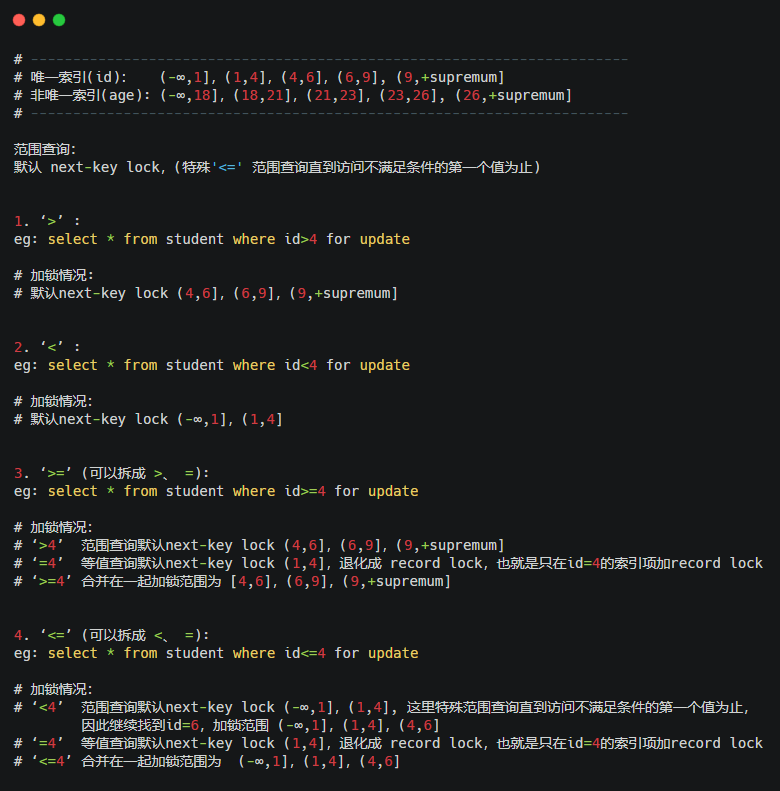 # -----------------------------------------------------------------------
# 唯一索引(id):    (-∞,1], (1,4], (4,6], (6,9], (9,+supremum]
# 非唯一索引(age): (-∞,18], (18,21], (21,23], (23,26], (26,+supremum]
# -----------------------------------------------------------------------
范围查询:
默认 next-key lock, (特殊'<=' 范围查询直到访问不满足条件的第一个值为止)
1. ‘>’ :
eg: select * from student where id>4 for update
# 加锁情况:
# 默认next-key lock (4,6], (6,9], (9,+supremum]
2. ‘<’ :
eg: select * from student where id<4 for update
# 加锁情况:
# 默认next-key lock (-∞,1], (1,4]
3. ‘>=’ (可以拆成 >、 =):
eg: select * from student where id>=4 for update
# 加锁情况:
# ‘>4’  范围查询默认next-key lock (4,6], (6,9], (9,+supremum]
# ‘=4’  等值查询默认next-key lock (1,4], 退化成 record lock, 也就是只在id=4的索引项加record lock
# ‘>=4’ 合并在一起加锁范围为 [4,6], (6,9], (9,+supremum]
4. ‘<=’ (可以拆成 <、 =):
eg: select * from student where id<=4 for update
# 加锁情况:
# ‘<4’  范围查询默认next-key lock (-∞,1], (1,4], 这里特殊范围查询直到访问不满足条件的第一个值为止,
因此继续找到id=6, 加锁范围 (-∞,1], (1,4], (4,6]
# ‘=4’  等值查询默认next-key lock (1,4], 退化成 record lock, 也就是只在id=4的索引项加record lock
# ‘<=4’ 合并在一起加锁范围为  (-∞,1], (1,4], (4,6]